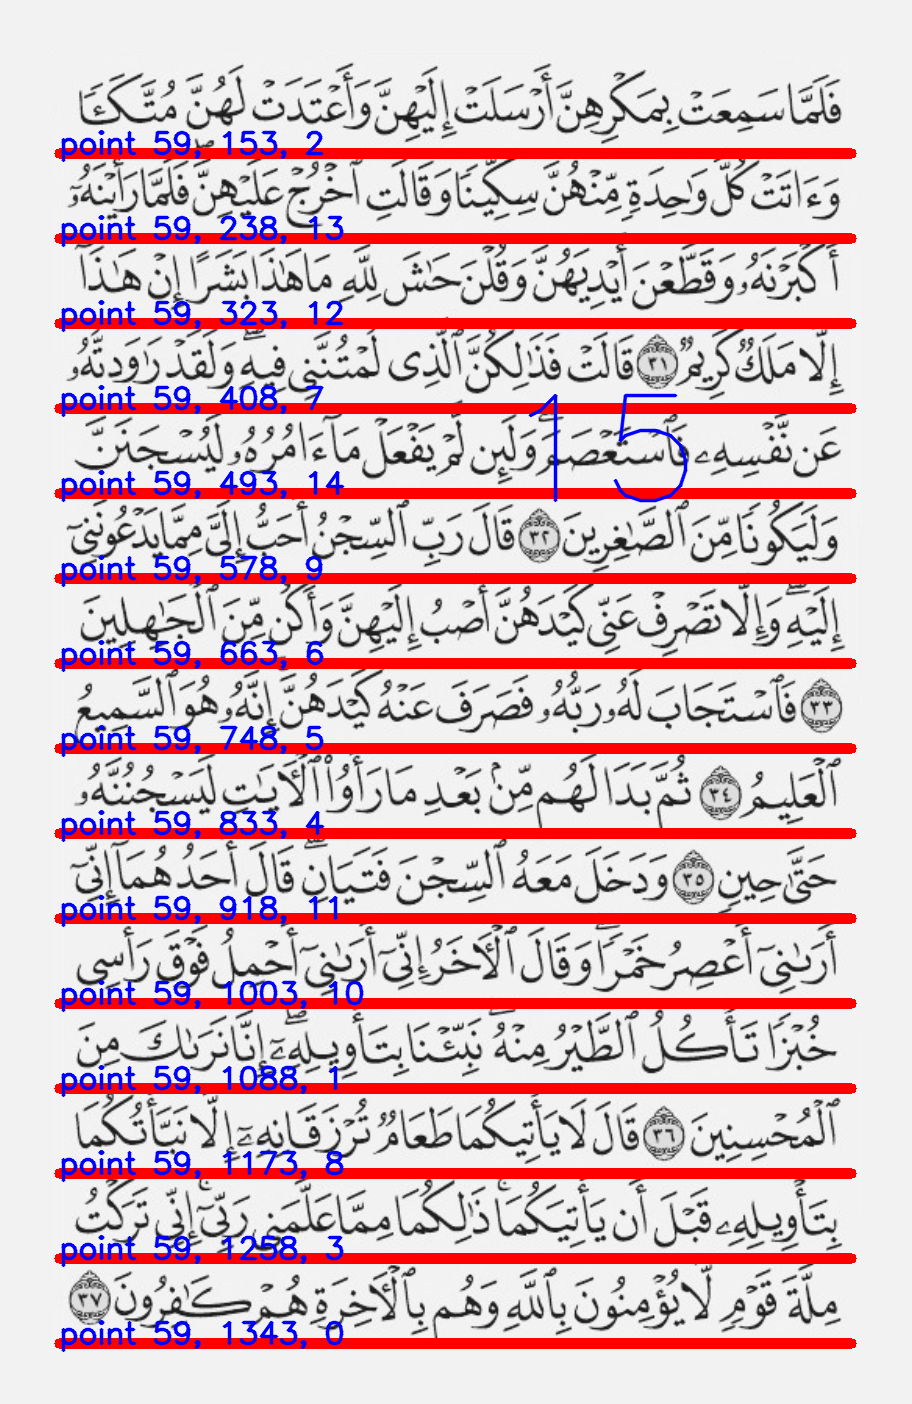 فَلَمَّا سَمِعَتْ بِمَكْرِهِنَّ أَرْسَلَتْ إِلَيْهِنَّ وَأَعْتَدَتْ لَهُنَّ مُتَّكَـًٔا
point 59, 153, 2
وَءَاتَتْ كُلَّ وَٰحِدَةٍ مِّنْهُنَّ سِكِّينًا وَقَالَتِ ٱخْرُجْ عَلَيْهِنَّ فَلَمَّا رَأَيْنَهُۥٓ
point 59, 238, 13
أَكْبَرْنَهُۥ وَقَطَّعْنَ أَيْدِيَهُنَّ وَقُلْنَ حَٰشَ لِلَّهِ مَا هَٰذَا بَشَرًا إِنْ هَٰذَآ
point 59, 323, 12
إِلَّا مَلَكٌ كَرِيمٌ ٣١ قَالَتْ فَذَٰلِكُنَّ ٱلَّذِى لُمْتُنَّنِى فِيهِ ۖ وَلَقَدْ رَٰوَدتُّهُۥ
point 59, 408, 7
عَن نَّفْسِهِۦ فَٱسْتَعْصَمَ ۖ وَلَئِن لَّمْ يَفْعَلْ مَآ ءَامُرُهُۥ لَيُسْجَنَنَّ
15
point 59, 493, 14
وَلَيَكُونًا مِّنَ ٱلصَّٰغِرِينَ ٣٢ قَالَ رَبِّ ٱلسِّجْنُ أَحَبُّ إِلَىَّ مِمَّا يَدْعُونَنِىٓ
point 59, 578, 9
إِلَيْهِ ۖ وَإِلَّا تَصْرِفْ عَنِّى كَيْدَهُنَّ أَصْبُ إِلَيْهِنَّ وَأَكُن مِّنَ ٱلْجَٰهِلِينَ
point 59, 663, 6
٣٣ فَٱسْتَجَابَ لَهُۥ رَبُّهُۥ فَصَرَفَ عَنْهُ كَيْدَهُنَّ ۚ إِنَّهُۥ هُوَ ٱلسَّمِيعُ
point 59, 748, 5
ٱلْعَلِيمُ ٣٤ ثُمَّ بَدَا لَهُم مِّنۢ بَعْدِ مَا رَأَوُا۟ ٱلْـَٔايَٰتِ لَيَسْجُنُنَّهُۥ
point 59, 833, 4
حَتَّىٰ حِينٍ ٣٥ وَدَخَلَ مَعَهُ ٱلسِّجْنَ فَتَيَانِ ۖ قَالَ أَحَدُهُمَآ إِنِّىٓ
point 59, 918, 11
أَرَىٰنِىٓ أَعْصِرُ خَمْرًا ۖ وَقَالَ ٱلْـَٔاخَرُ إِنِّىٓ أَرَىٰنِىٓ أَحْمِلُ فَوْقَ رَأْسِى
point 59, 1003, 10
خُبْزًا تَأْكُلُ ٱلطَّيْرُ مِنْهُ ۖ نَبِّئْنَا بِتَأْوِيلِهِۦٓ ۖ إِنَّا نَرَىٰكَ مِنَ
point 59, 1088, 1
ٱلْمُحْسِنِينَ ٣٦ قَالَ لَا يَأْتِيكُمَا طَعَامٌ تُرْزَقَانِهِۦٓ إِلَّا نَبَّأْتُكُمَا
point 59, 1173, 8
بِتَأْوِيلِهِۦ قَبْلَ أَن يَأْتِيَكُمَا ۚ ذَٰلِكُمَا مِمَّا عَلَّمَنِى رَبِّىٓ ۚ إِنِّى تَرَكْتُ
point 59, 1258, 3
مِلَّةَ قَوْمٍ لَّا يُؤْمِنُونَ بِٱللَّهِ وَهُم بِٱلْـَٔاخِرَةِ هُمْ كَٰفِرُونَ ٣٧
point 59, 1343, 0